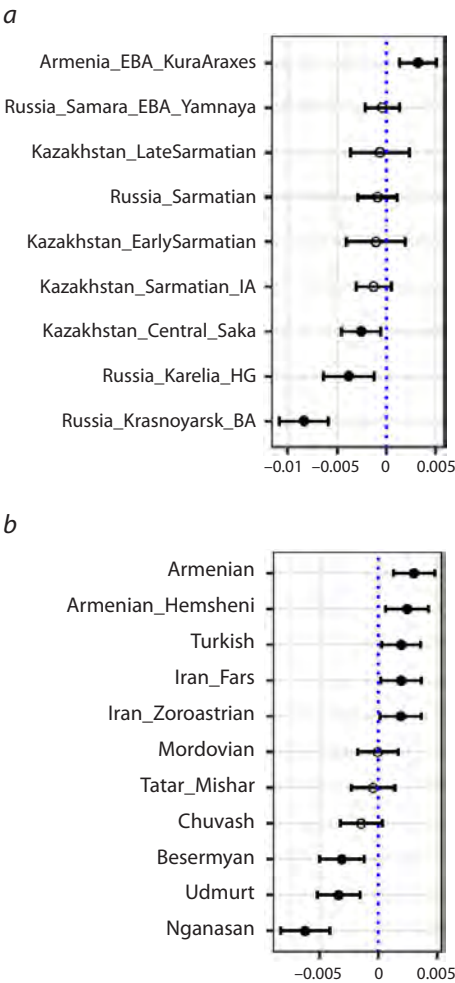 a
Armenia_EBA_KuraAraxes
Russia_Samara_EBA_Yamnaya
Kazakhstan_LateSarmatian
Russia_Sarmatian
Kazakhstan_EarlySarmatian
Kazakhstan_Sarmatian_IA
Kazakhstan_Central_Saka
Russia_Karelia_HG
Russia_Krasnoyarsk_BA
−0.01 −0.005 0 0.005
b
Armenian
Armenian_Hemsheni
Turkish
Iran_Fars
Iran_Zoroastrian
Mordovian
Tatar_Mishar
Chuvash
Besermyan
Udmurt
Nganasan
−0.005 0 0.005